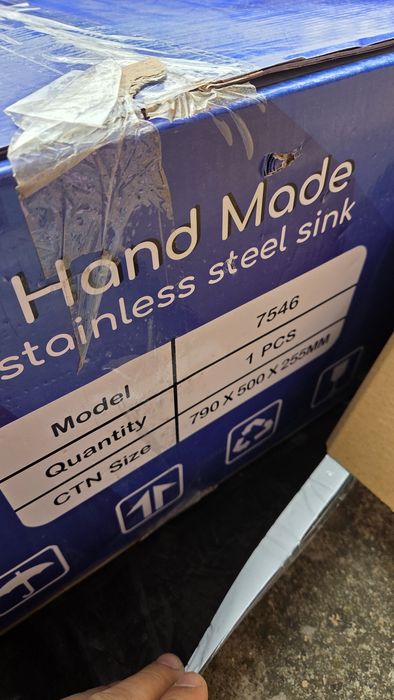 Hand Made
stainless steel sink
Model 7546
Quantity 1 PCS
CTN Size 790 X 500 X 255MM